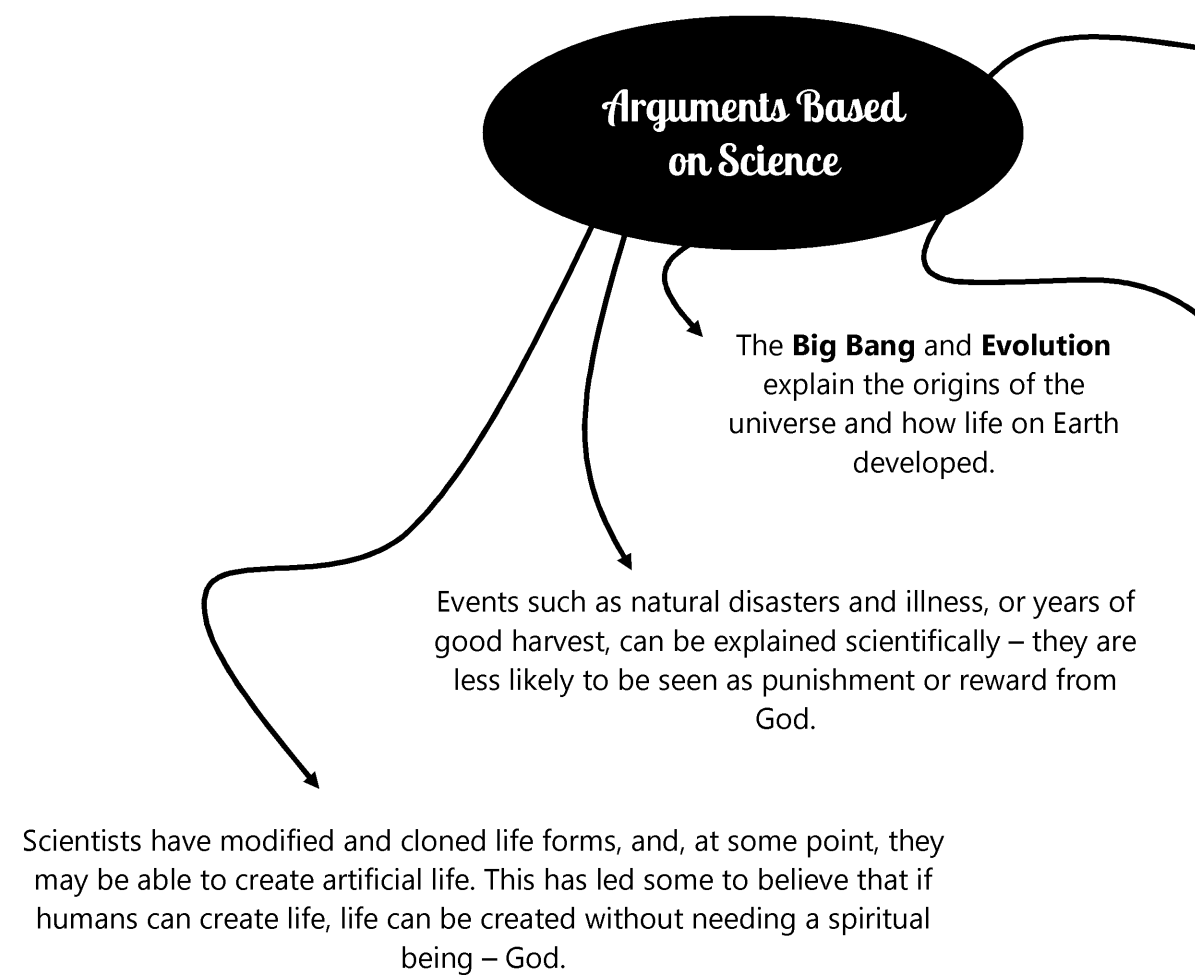 Arguments Based
on Science
The Big Bang and Evolution
explain the origins of the
universe and how life on Earth
developed.
Events such as natural disasters and illness, or years of
good harvest, can be explained scientifically – they are
less likely to be seen as punishment or reward from
God.
Scientists have modified and cloned life forms, and, at some point, they
may be able to create artificial life. This has led some to believe that if
humans can create life, life can be created without needing a spiritual
being – God.